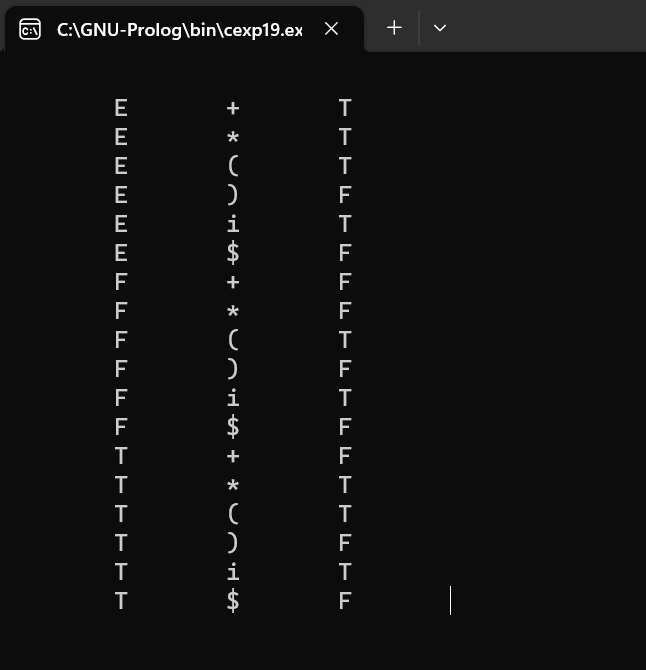 C:\GNU-Prolog\bin\cexp19.ex
E + T
E * T
E ( T
E ) F
E i T
E $ F
F + F
F * F
F ( T
F ) F
F i T
F $ F
T + F
T * T
T ( T
T ) F
T i T
T $ F